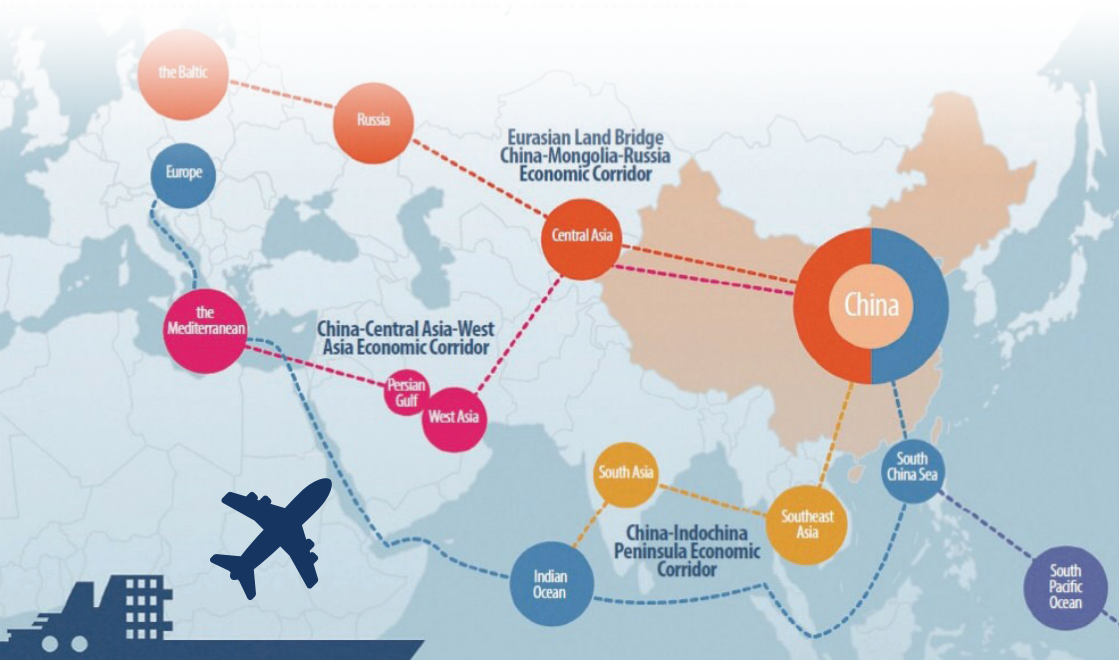 the Baltic
Russia
Europe
Eurasian Land Bridge
China-Mongolia-Russia
Economic Corridor
Central Asia
China
the
Mediterranean
China-Central Asia-West
Asia Economic Corridor
Persian
Gulf
West Asia
South Asia
South
China Sea
Southeast
Asia
China-Indochina
Peninsula Economic
Corridor
Indian
Ocean
South
Pacific
Ocean